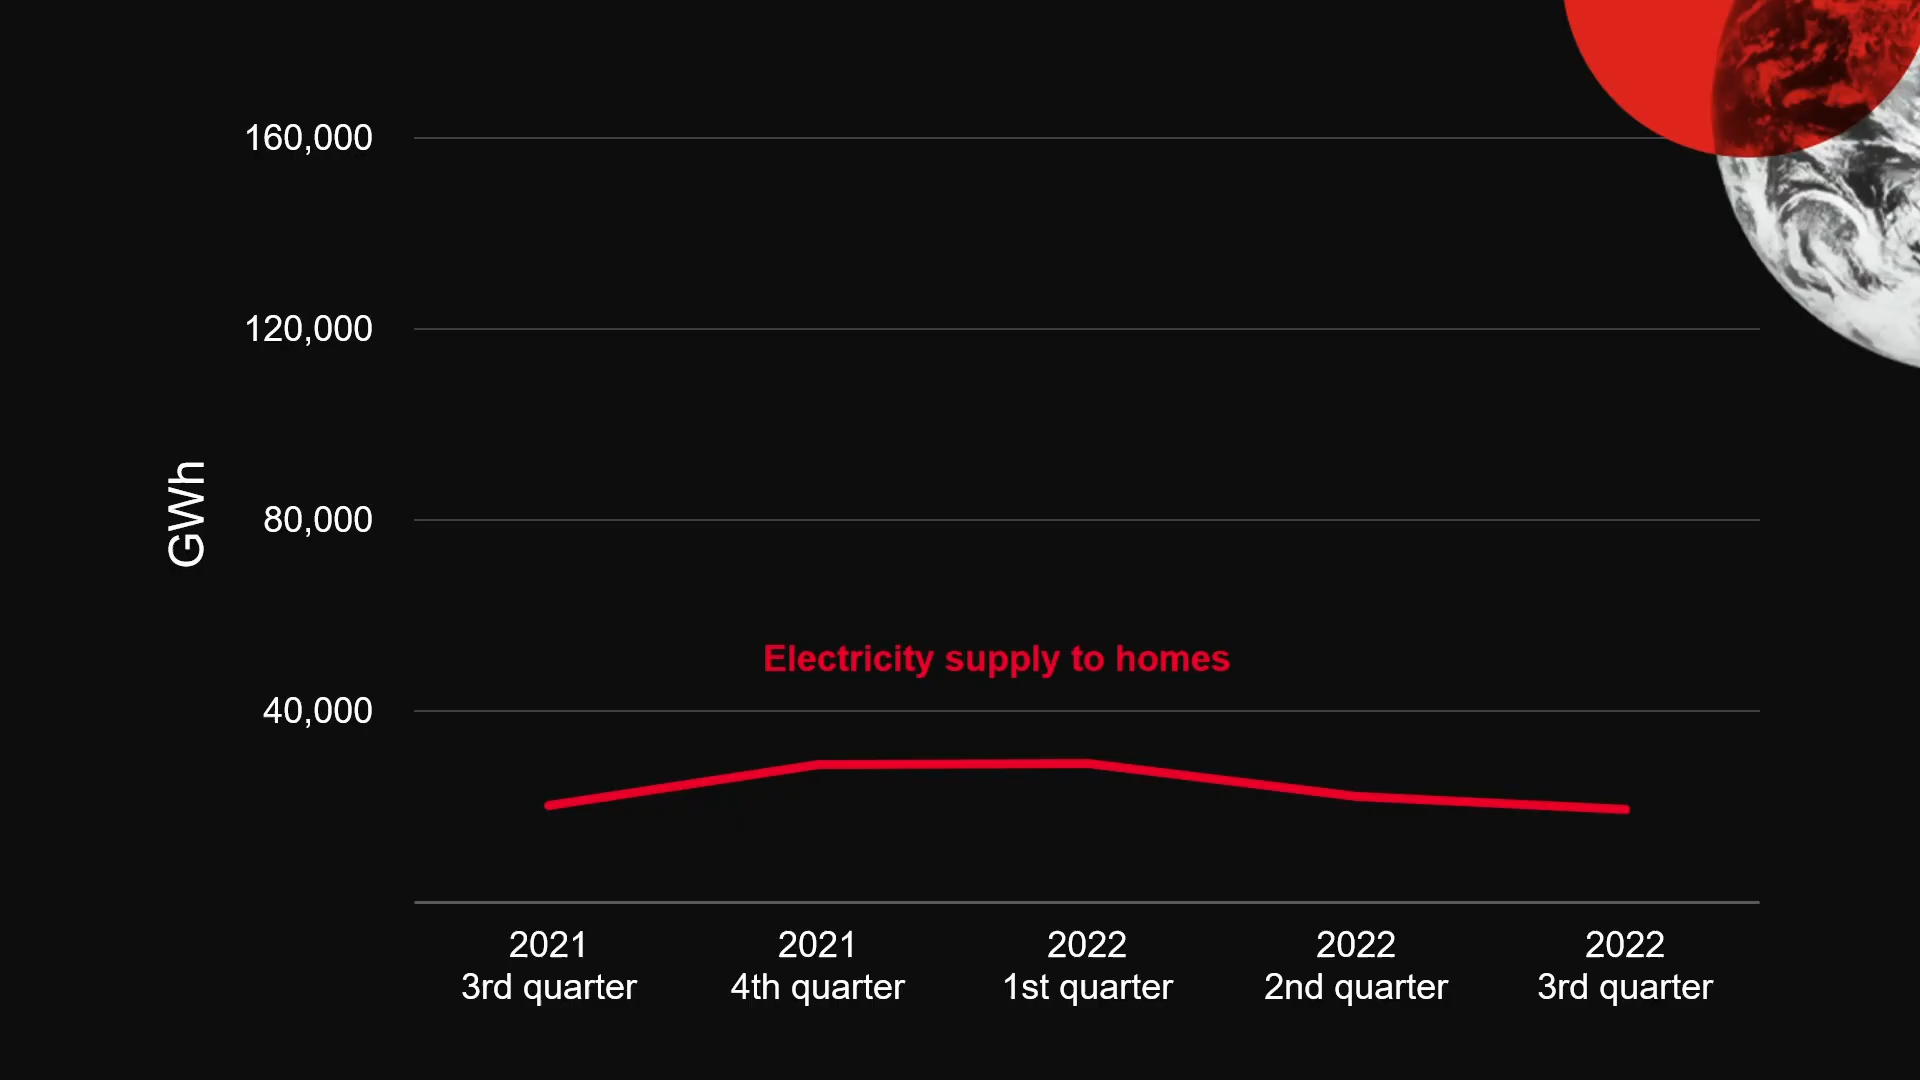 160,000
120,000
80,000
40,000
GWh
Electricity supply to homes
2021
3rd quarter
2021
4th quarter
2022
1st quarter
2022
2nd quarter
2022
3rd quarter